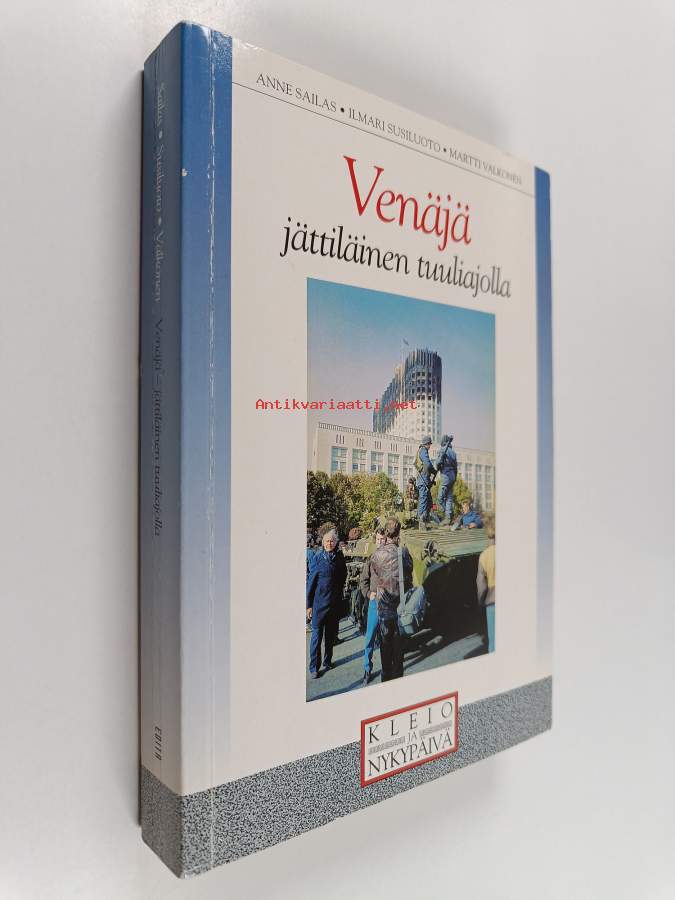 ANNE SAILAS • ILMARI SUSILUOTO • MARTTI VALKONEN
Venäjä
jättiläinen tuuliajolla
Antikvariaatti.net
KLEIO
JA
NYKYPÄIVÄ
Sailas • Susiluoto • Valkonen Venäjä – jättiläinen tuuliajolla
EDITA